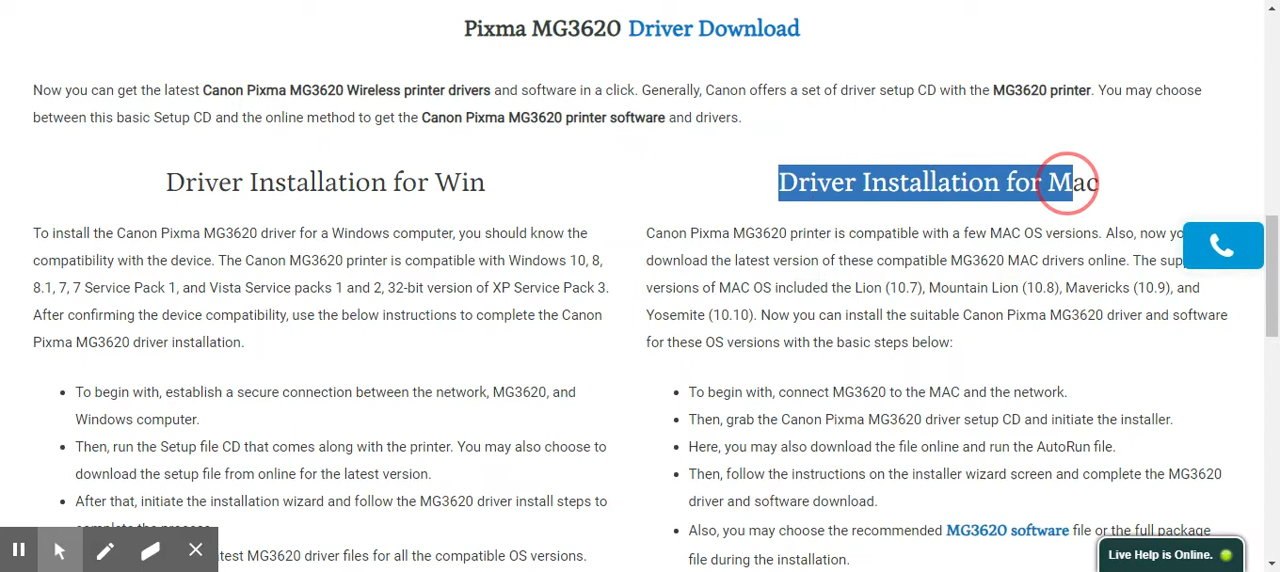 Pixma MG3620 Driver Download
Now you can get the latest Canon Pixma MG3620 Wireless printer drivers and software in a click. Generally, Canon offers a set of driver setup CD with the MG3620 printer. You may choose
between this basic Setup CD and the online method to get the Canon Pixma MG3620 printer software and drivers.
Driver Installation for Win
To install the Canon Pixma MG3620 driver for a Windows computer, you should know the
compatibility with the device. The Canon MG3620 printer is compatible with Windows 10, 8,
8.1, 7, 7 Service Pack 1, and Vista Service packs 1 and 2, 32-bit version of XP Service Pack 3.
After confirming the device compatibility, use the below instructions to complete the Canon
Pixma MG3620 driver installation.
• To begin with, establish a secure connection between the network, MG3620, and
Windows computer.
• Then, run the Setup file CD that comes along with the printer. You may also choose to
download the setup file from online for the latest version.
• After that, initiate the installation wizard and follow the MG3620 driver install steps to
complete the process.
test MG3620 driver files for all the compatible OS versions.
Driver Installation for Mac
Canon Pixma MG3620 printer is compatible with a few MAC OS versions. Also, now yo
download the latest version of these compatible MG3620 MAC drivers online. The sup
versions of MAC OS included the Lion (10.7), Mountain Lion (10.8), Mavericks (10.9), and
Yosemite (10.10). Now you can install the suitable Canon Pixma MG3620 driver and software
for these OS versions with the basic steps below:
• To begin with, connect MG3620 to the MAC and the network.
• Then, grab the Canon Pixma MG3620 driver setup CD and initiate the installer.
• Here, you may also download the file online and run the AutoRun file.
• Then, follow the instructions on the installer wizard screen and complete the MG3620
driver and software download.
• Also, you may choose the recommended MG3620 software file or the full package
file during the installation.
Live Help is Online.